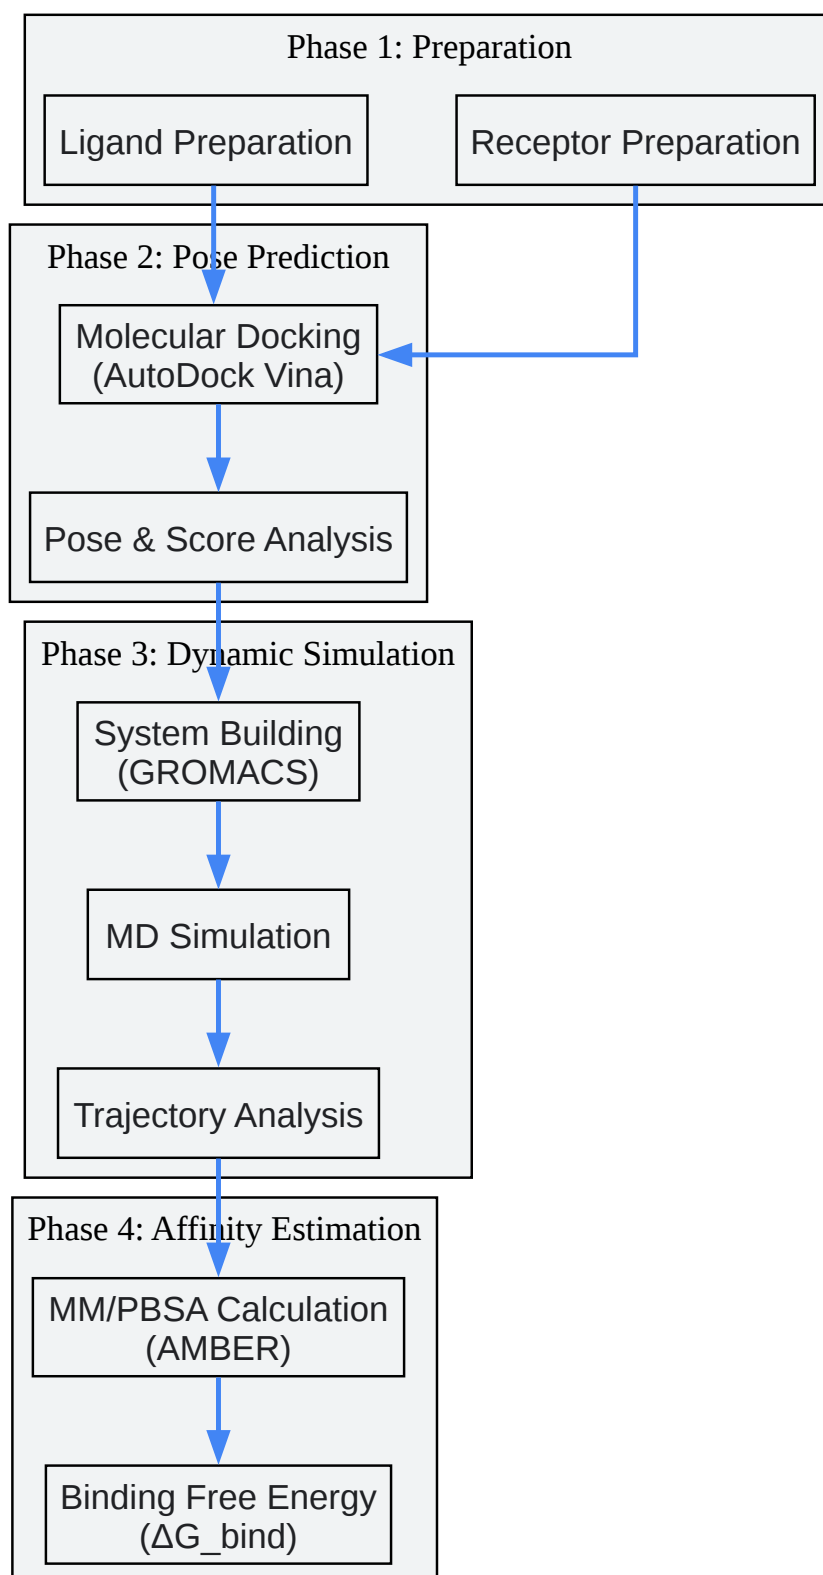 Phase 1: Preparation
Ligand Preparation
Receptor Preparation
Phase 2: Pose Prediction
Molecular Docking
(AutoDock Vina)
Pose & Score Analysis
Phase 3: Dynamic Simulation
System Building
(GROMACS)
MD Simulation
Trajectory Analysis
Phase 4: Affinity Estimation
MM/PBSA Calculation
(AMBER)
Binding Free Energy
(ΔG_bind)